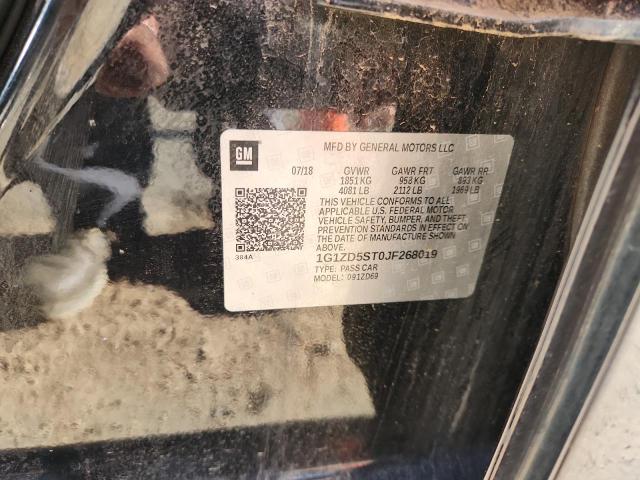 GM
MFD BY GENERAL MOTORS LLC
07/18 GVWR GAWR FRT GAWR RR
1851 KG 958 KG 893 KG
4081 LB 2112 LB 1969 LB
THIS VEHICLE CONFORMS TO ALL
APPLICABLE U.S. FEDERAL MOTOR
VEHICLE SAFETY, BUMPER, AND THEFT
PREVENTION STANDARDS IN EFFECT
ON THE DATE OF MANUFACTURE SHOWN
ABOVE.
384A
1G1ZD5ST0JF268019
TYPE: PASS CAR
MODEL: 091ZD69